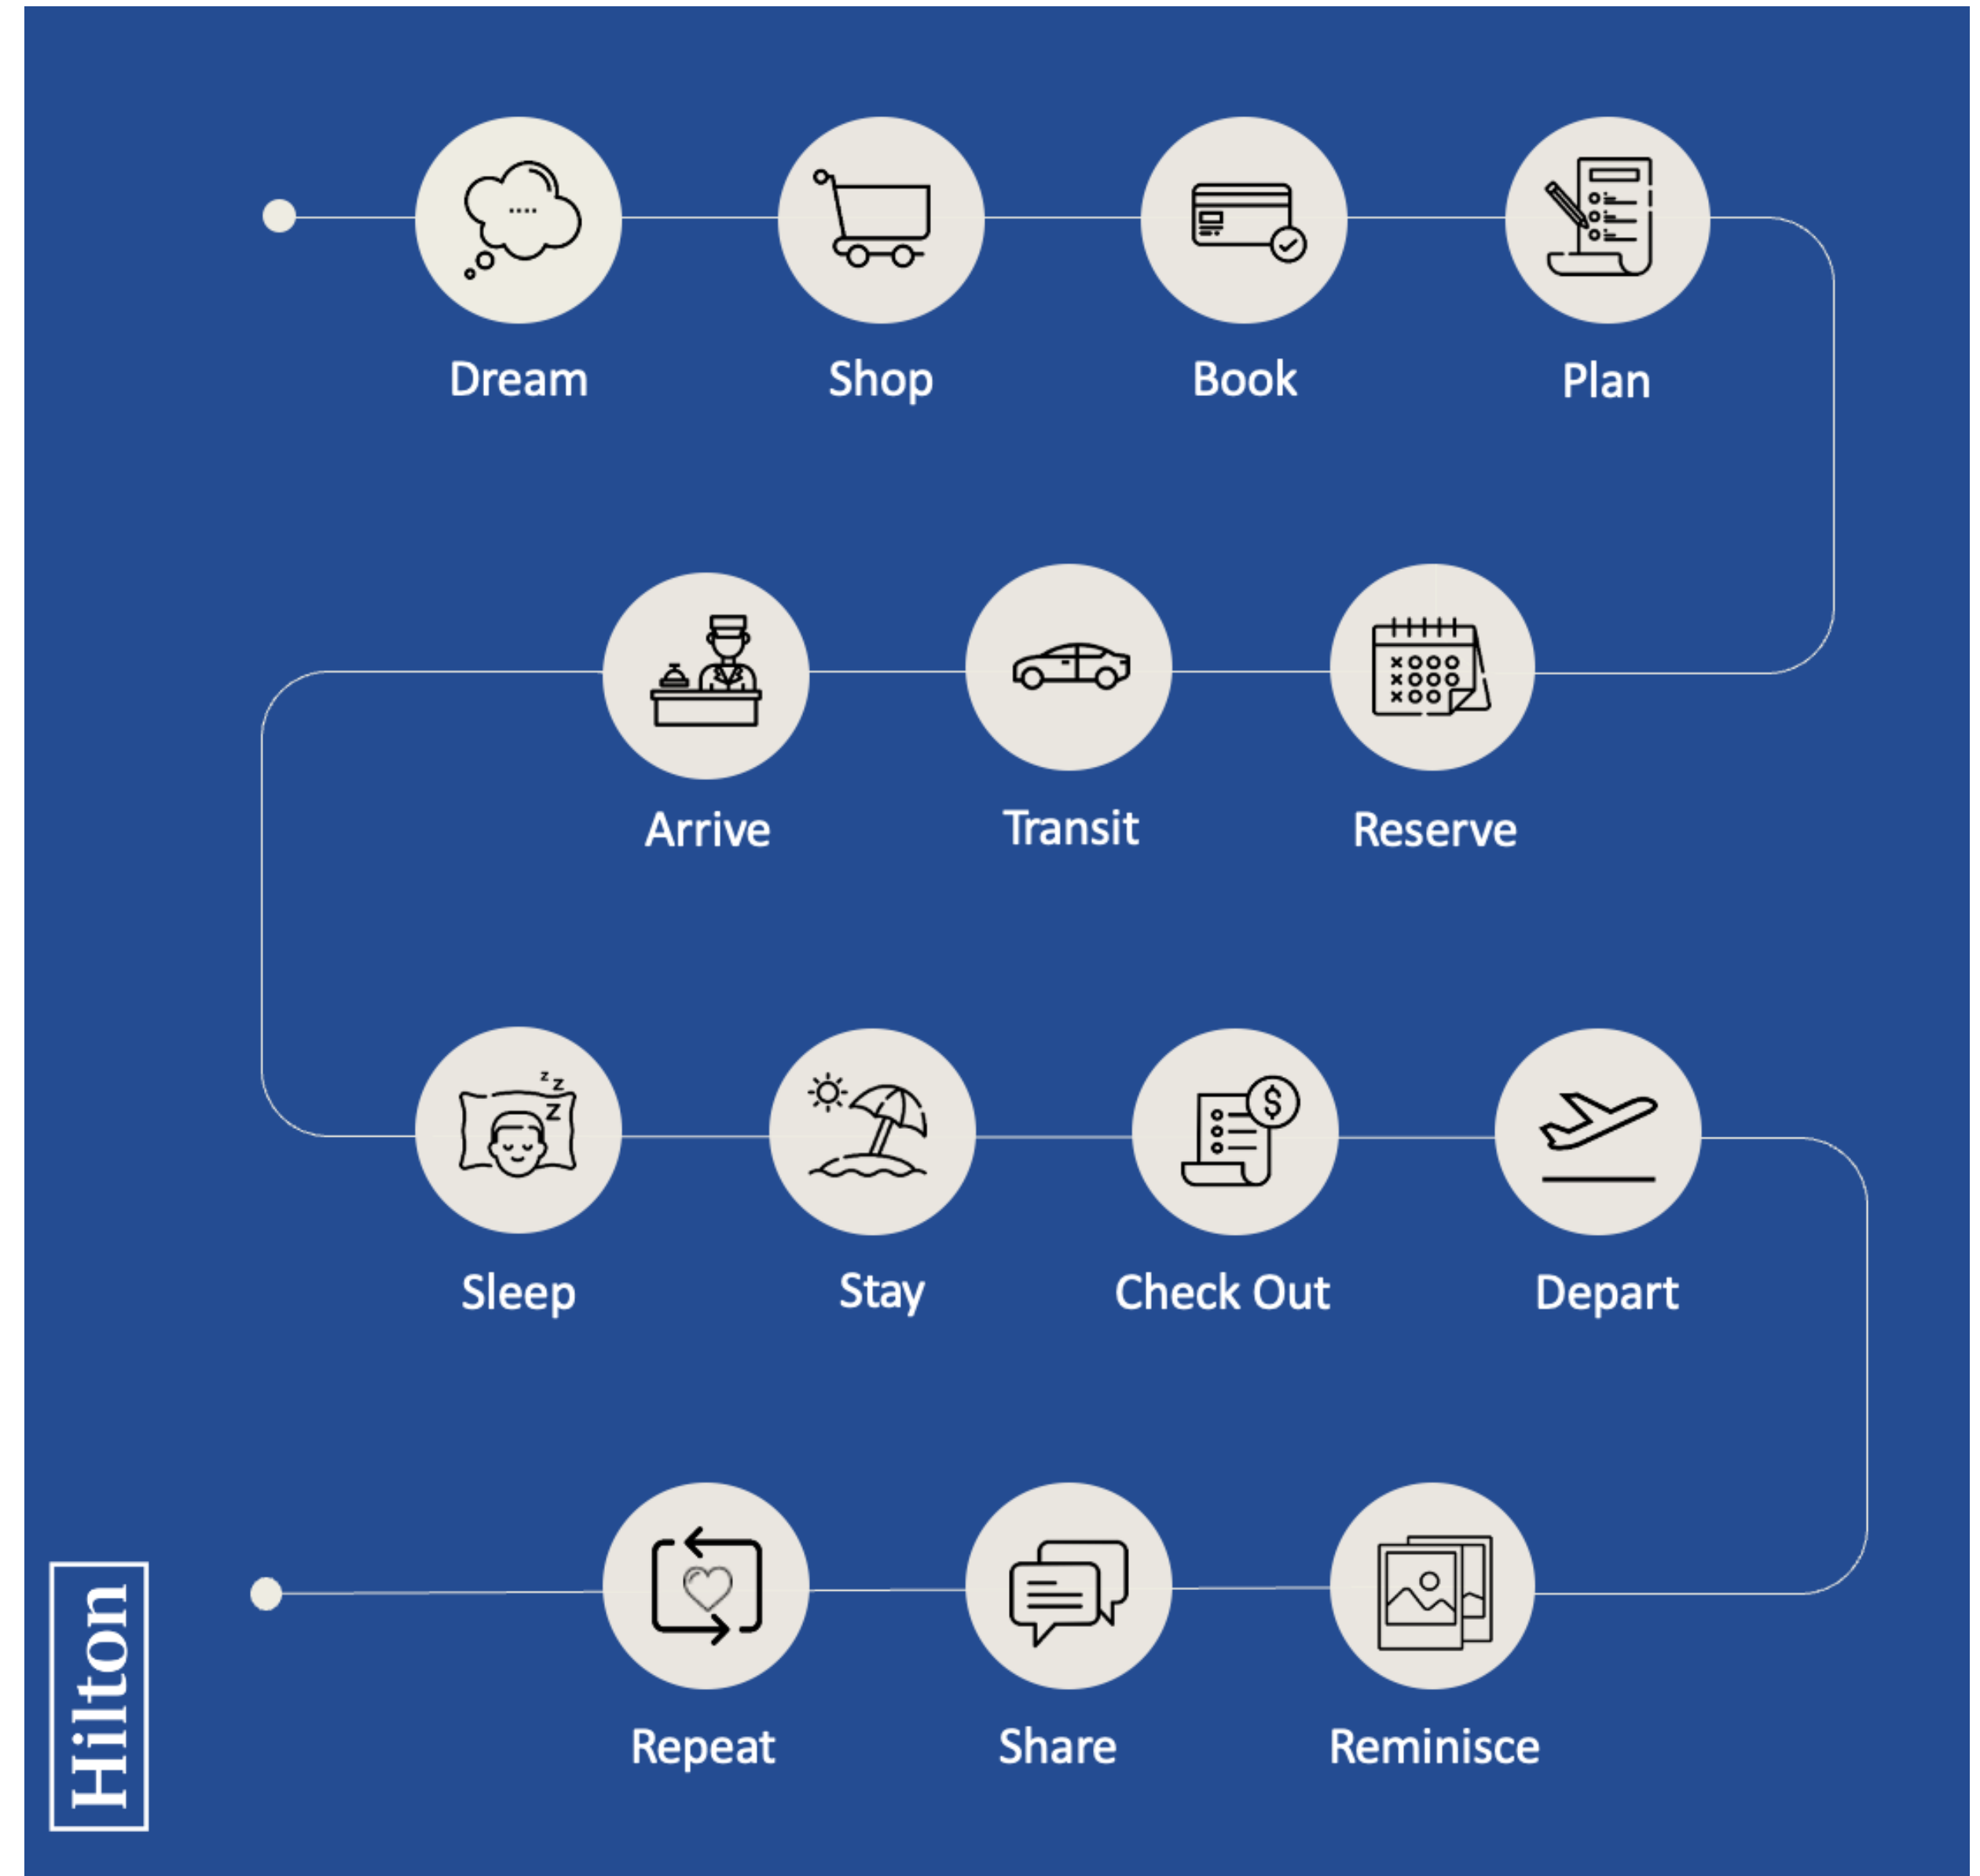 Dream
Shop
Book
Plan
Arrive
Transit
Reserve
Sleep
Stay
Check Out
Depart
Repeat
Share
Reminisce
Hilton